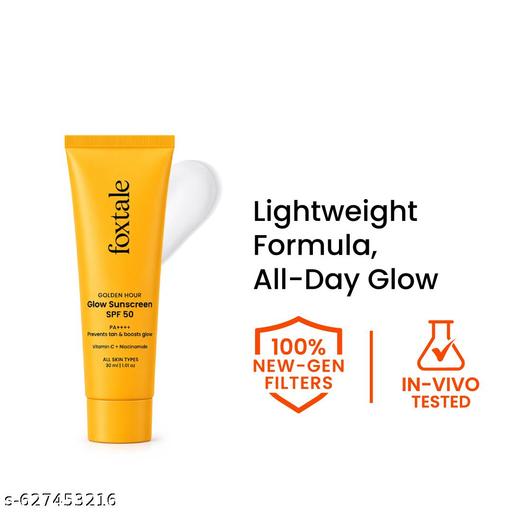 foxtale
GOLDEN HOUR
Glow Sunscreen
SPF 50
PA++++
Prevents tan & boosts glow
Vitamin C + Niacinamide
ALL SKIN TYPES
30 ml | 1.01 oz
Lightweight
Formula,
All-Day Glow
100%
NEW-GEN
FILTERS
IN-VIVO
TESTED
s-627453216